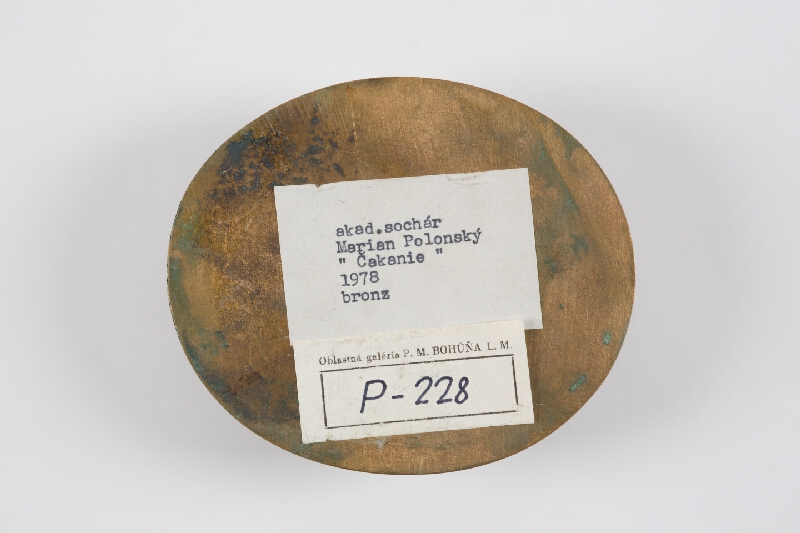 akad.sochár
Marian Polonský
" Čakanie "
1978
bronz
Oblastná galéria P. M. BOHÚŇA L. M.
P-228